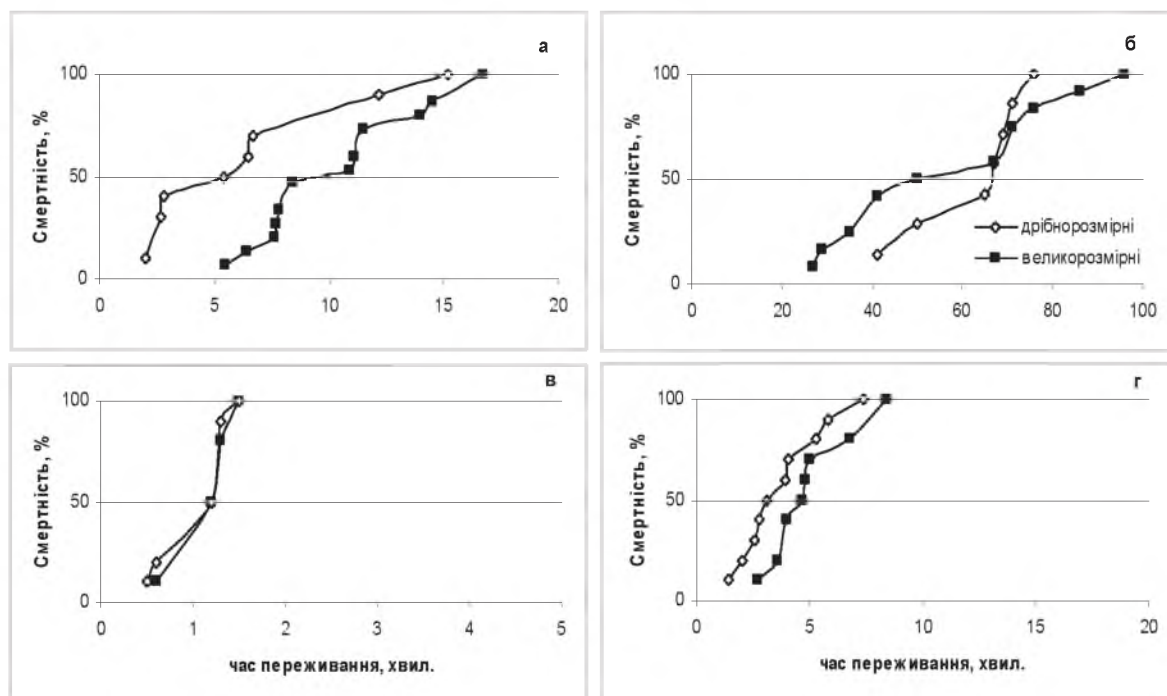 а
Смертність, %
100
50
0
0 5 10 15 20
б
Смертність, %
100
50
0
0 20 40 60 80 100
дрібнорозмірні
великорозмірні
в
Смертність, %
100
50
0
0 1 2 3 4 5
час переживання, хвил.
г
Смертність, %
100
50
0
0 5 10 15 20
час переживання, хвил.